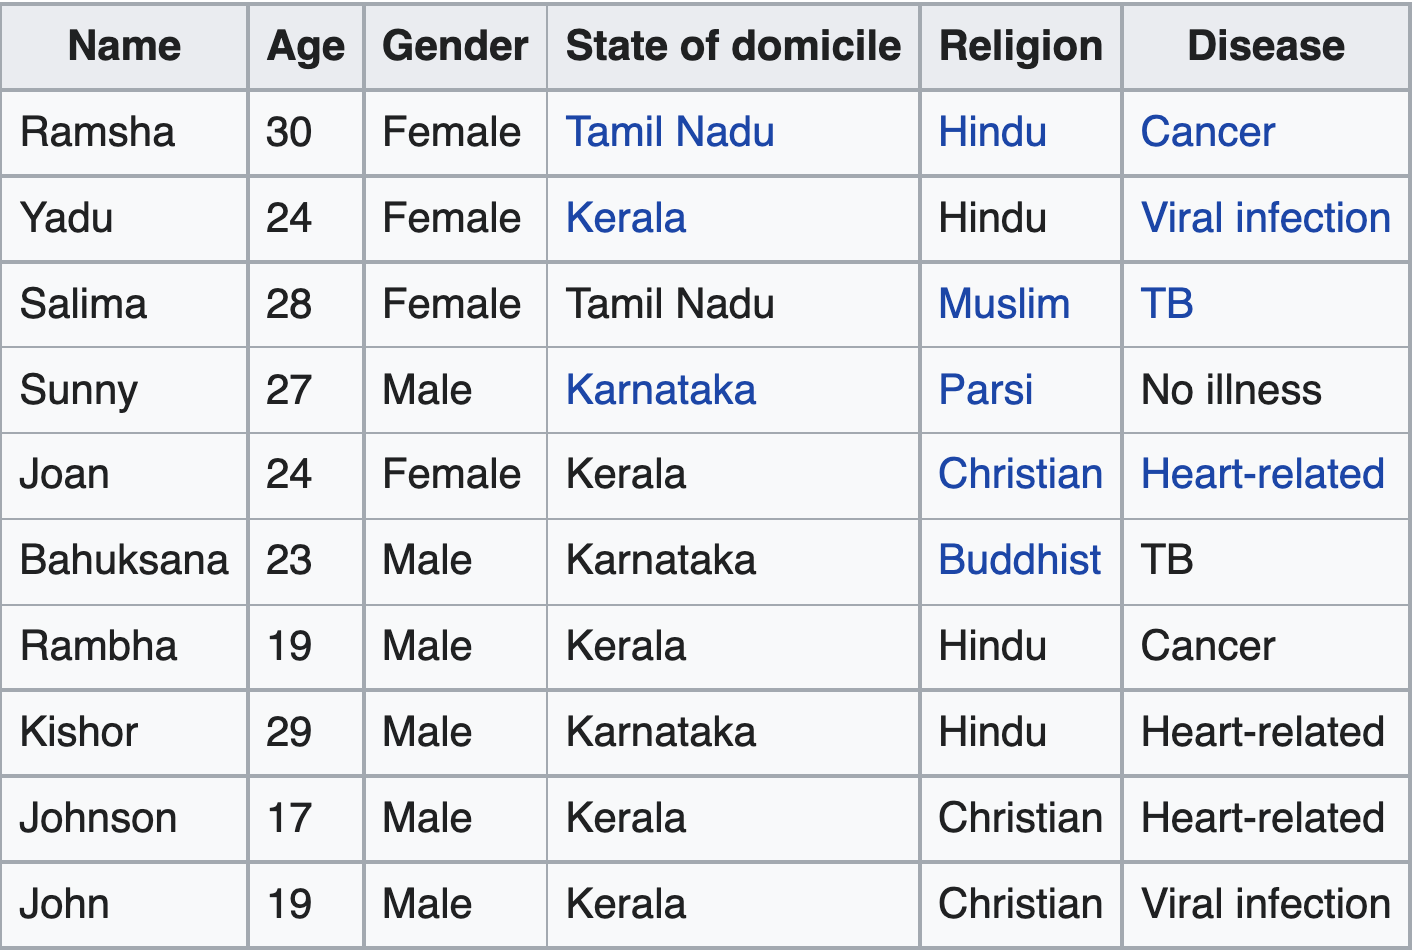 Name Age Gender State of domicile Religion Disease
Ramsha 30 Female Tamil Nadu Hindu Cancer
Yadu 24 Female Kerala Hindu Viral infection
Salima 28 Female Tamil Nadu Muslim TB
Sunny 27 Male Karnataka Parsi No illness
Joan 24 Female Kerala Christian Heart-related
Bahuksana 23 Male Karnataka Buddhist TB
Rambha 19 Male Kerala Hindu Cancer
Kishor 29 Male Karnataka Hindu Heart-related
Johnson 17 Male Kerala Christian Heart-related
John 19 Male Kerala Christian Viral infection